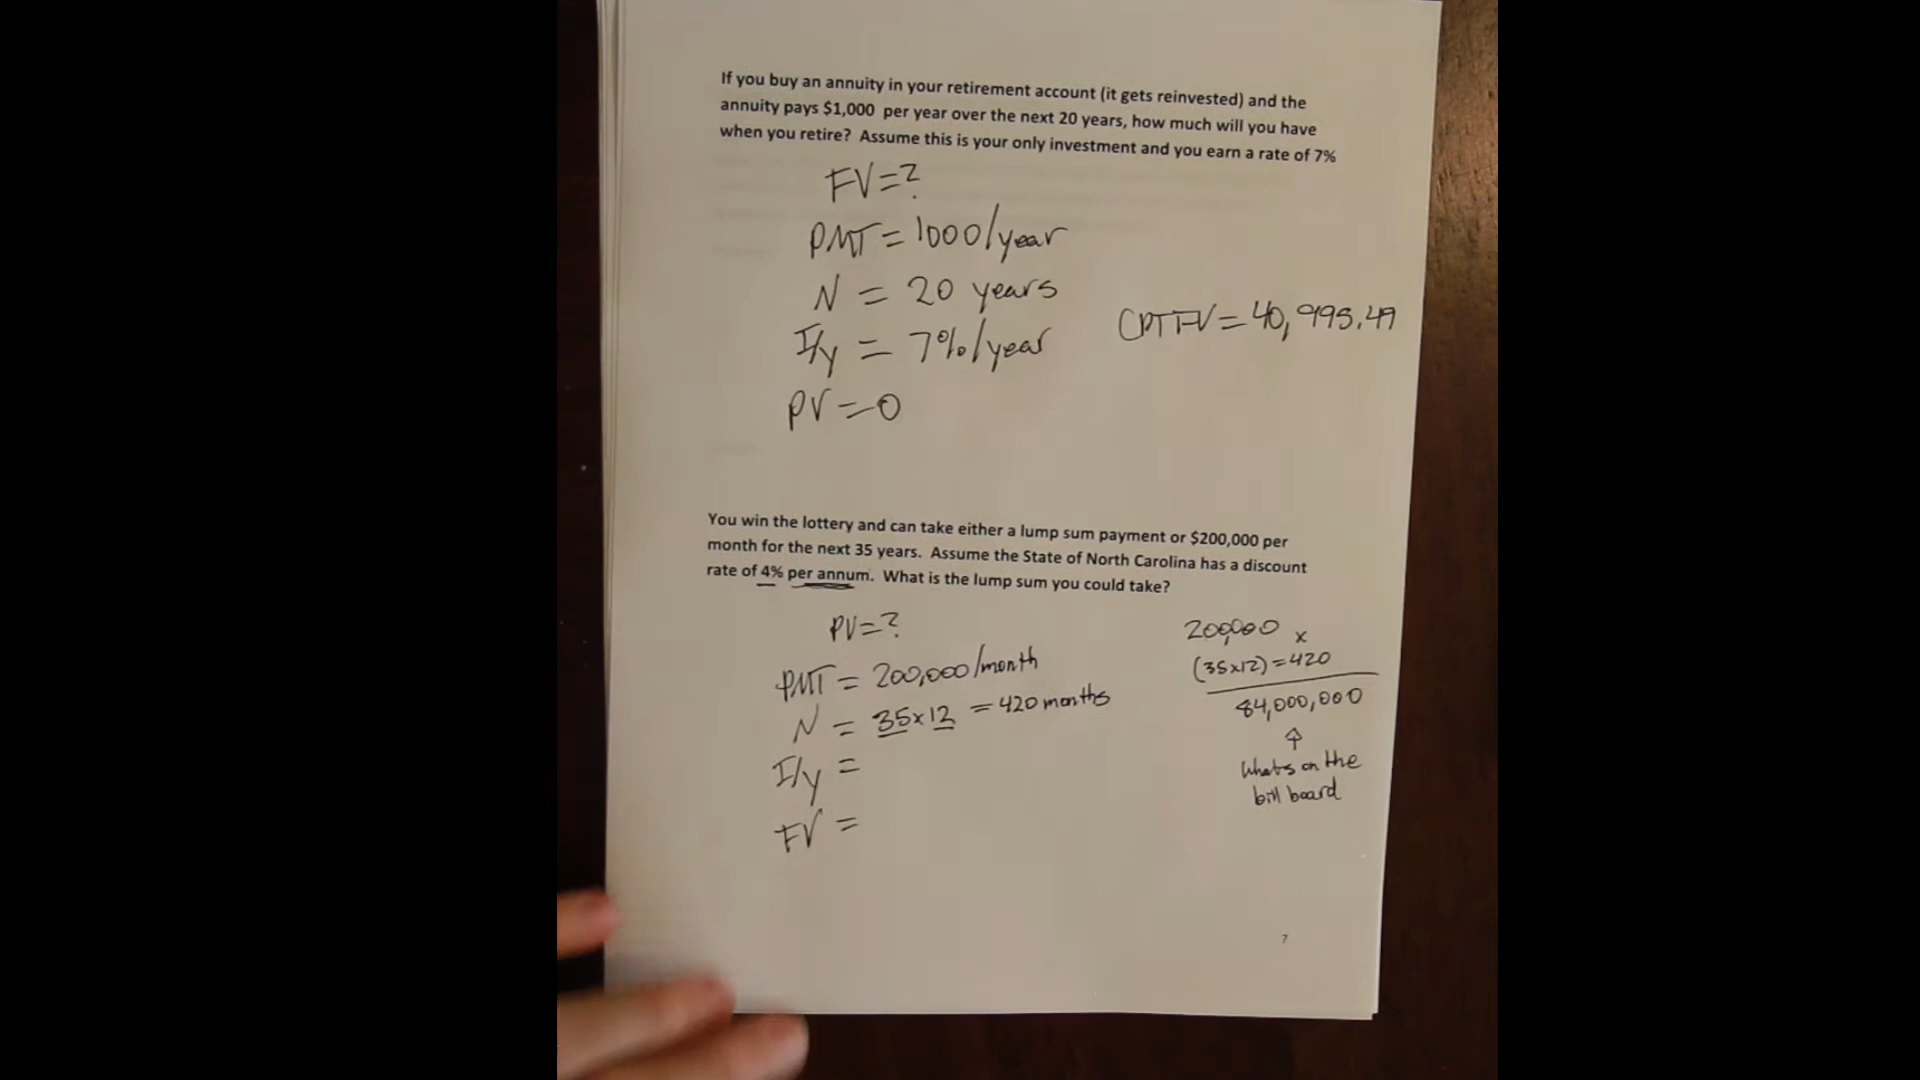 If you buy an annuity in your retirement account (it gets reinvested) and the
annuity pays $1,000 per year over the next 20 years, how much will you have
when you retire? Assume this is your only investment and you earn a rate of 7%
FV=?
PMT = 1000/year
N = 20 years
I/y = 7%/year
CPT FV = 40,995.49
PV = 0
You win the lottery and can take either a lump sum payment or $200,000 per
month for the next 35 years. Assume the State of North Carolina has a discount
rate of 4% per annum. What is the lump sum you could take?
PV=?
PMT = 200,000/month
N = 35x12 = 420 months
I/y =
FV =
200,000 x
(35x12) = 420
84,000,000
↑
Whats on the
bill board
7